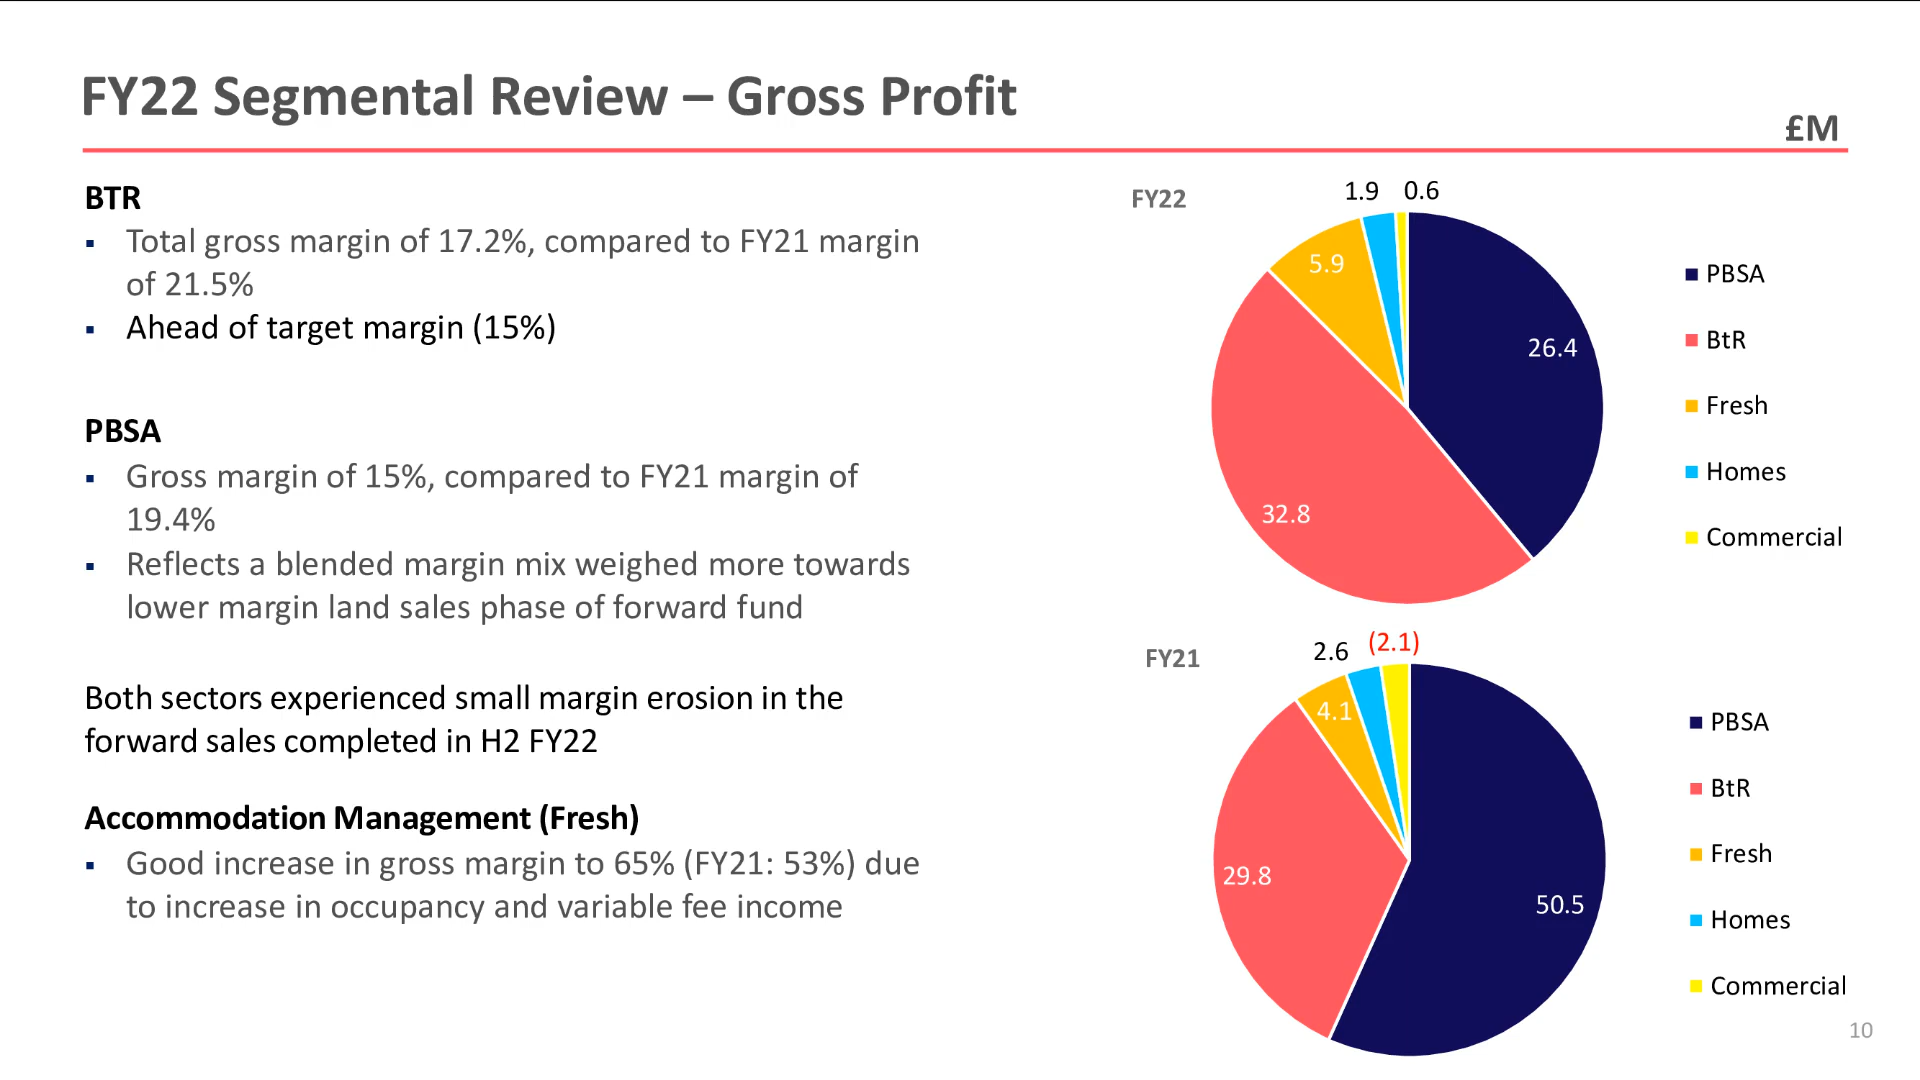 FY22 Segmental Review – Gross Profit
£M
BTR
▪ Total gross margin of 17.2%, compared to FY21 margin
of 21.5%
▪ Ahead of target margin (15%)
PBSA
▪ Gross margin of 15%, compared to FY21 margin of
19.4%
▪ Reflects a blended margin mix weighed more towards
lower margin land sales phase of forward fund
Both sectors experienced small margin erosion in the
forward sales completed in H2 FY22
Accommodation Management (Fresh)
▪ Good increase in gross margin to 65% (FY21: 53%) due
to increase in occupancy and variable fee income
FY22
1.9
0.6
5.9
26.4
32.8
PBSA
BtR
Fresh
Homes
Commercial
FY21
2.6
(2.1)
4.1
29.8
50.5
PBSA
BtR
Fresh
Homes
Commercial
10